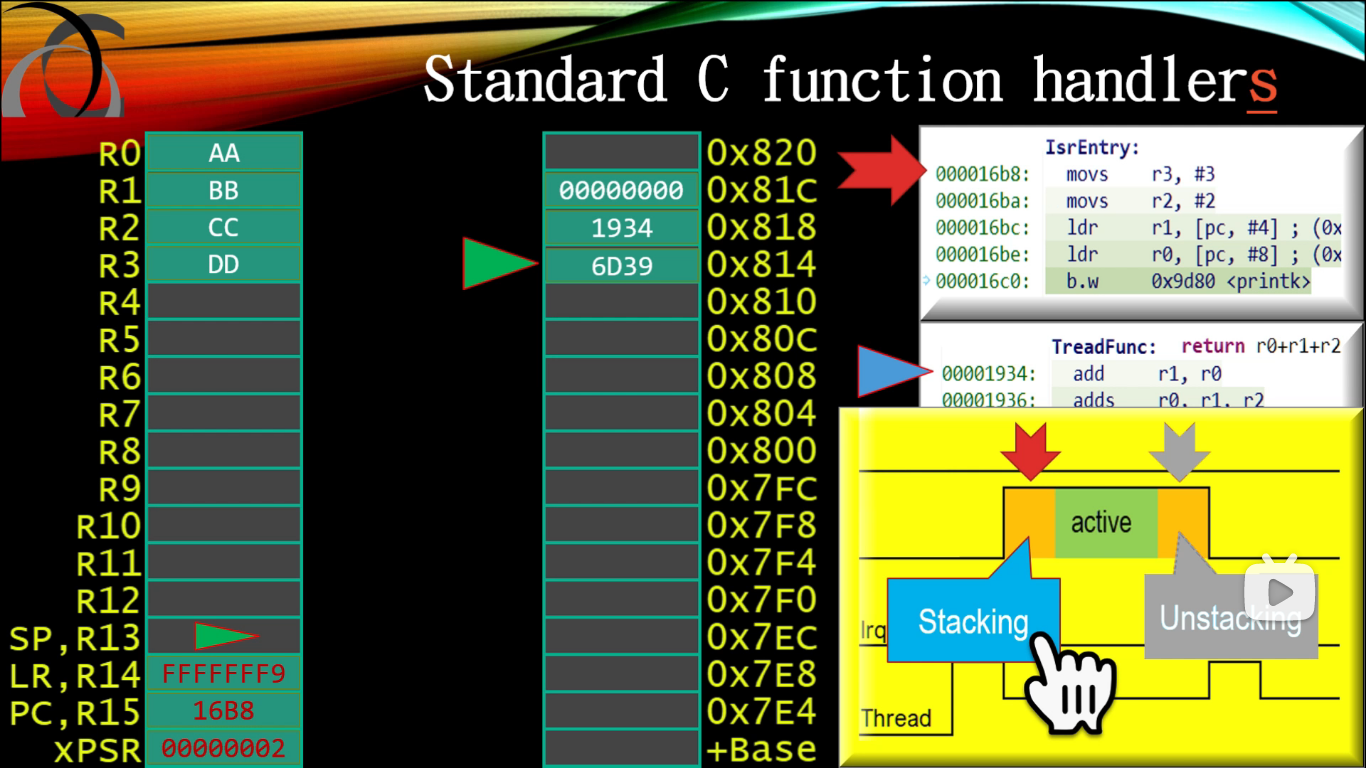 Standard C function handlers
R0 AA
R1 BB
R2 CC
R3 DD
R4
R5
R6
R7
R8
R9
R10
R11
R12
SP,R13
LR,R14 FFFFFFF9
PC,R15 16B8
xPSR 00000002
0x820
00000000 0x81C
1934 0x818
6D39 0x814
0x810
0x80C
0x808
0x804
0x800
0x7FC
0x7F8
0x7F4
0x7F0
0x7EC
0x7E8
0x7E4
+Base
IsrEntry:
000016b8: movs r3, #3
000016ba: movs r2, #2
000016bc: ldr r1, [pc, #4] ; (0x
000016be: ldr r0, [pc, #8] ; (0x
000016c0: b.w 0x9d80 <printk>
TreadFunc: return r0+r1+r2
00001934: add r1, r0
00001936: adds r0, r1, r2
active
Stacking
Unstacking
Irq
Thread